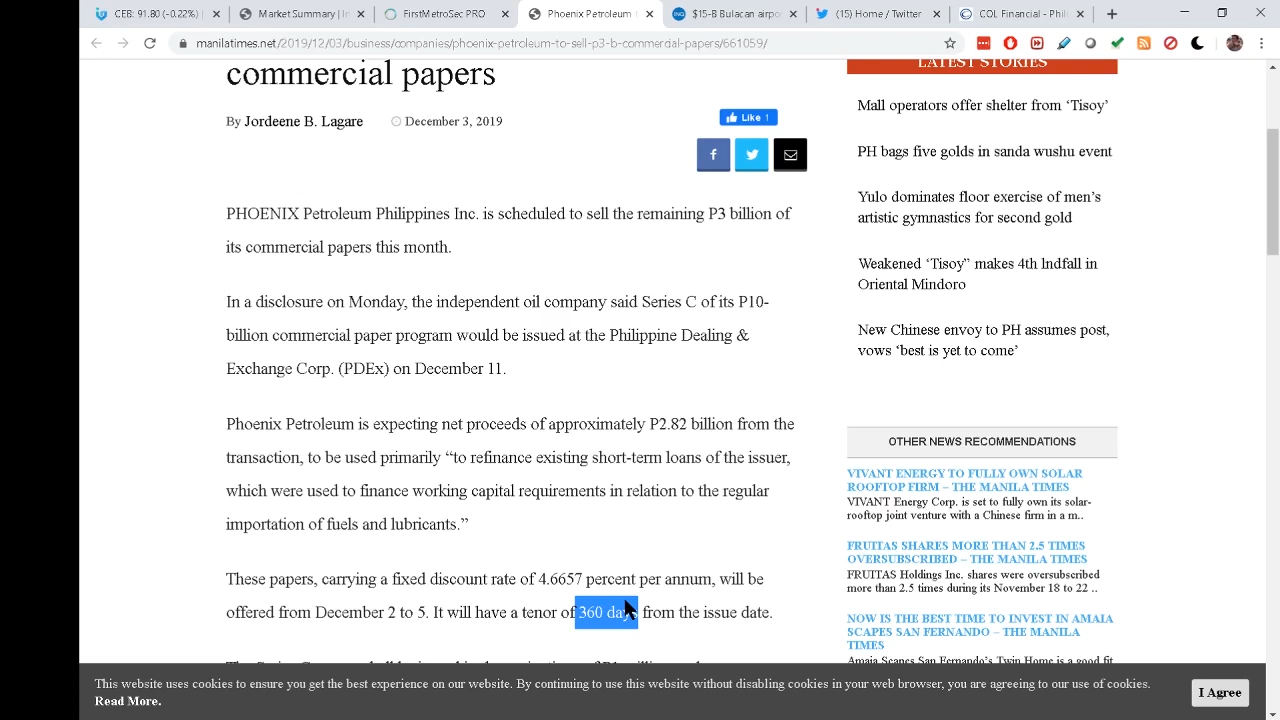 CEB: 91.80 (-0.22%)
Market Summary | In
FirstMetroSec PRO
Phoenix Petroleum
$15-B Bulacan airpo
(15) Home / Twitter
COL Financial - Phil
manilatimes.net/2019/12/03/business/companies/phoenix-petroleum-to-sell-p3-b-commercial-papers/661059/
commercial papers
By Jordeene B. Lagare December 3, 2019
Like 1
PHOENIX Petroleum Philippines Inc. is scheduled to sell the remaining P3 billion of
its commercial papers this month.
In a disclosure on Monday, the independent oil company said Series C of its P10-
billion commercial paper program would be issued at the Philippine Dealing &
Exchange Corp. (PDEx) on December 11.
Phoenix Petroleum is expecting net proceeds of approximately P2.82 billion from the
transaction, to be used primarily “to refinance existing short-term loans of the issuer,
which were used to finance working capital requirements in relation to the regular
importation of fuels and lubricants.”
These papers, carrying a fixed discount rate of 4.6657 percent per annum, will be
offered from December 2 to 5. It will have a tenor of 360 days from the issue date.
LATEST STORIES
Mall operators offer shelter from ‘Tisoy’
PH bags five golds in sanda wushu event
Yulo dominates floor exercise of men’s
artistic gymnastics for second gold
Weakened ‘Tisoy” makes 4th lndfall in
Oriental Mindoro
New Chinese envoy to PH assumes post,
vows ‘best is yet to come’
OTHER NEWS RECOMMENDATIONS
VIVANT ENERGY TO FULLY OWN SOLAR
ROOFTOP FIRM – THE MANILA TIMES
VIVANT Energy Corp. is set to fully own its solar-
rooftop joint venture with a Chinese firm in a m..
FRUITAS SHARES MORE THAN 2.5 TIMES
OVERSUBSCRIBED – THE MANILA TIMES
FRUITAS Holdings Inc. shares were oversubscribed
more than 2.5 times during its November 18 to 22 ..
NOW IS THE BEST TIME TO INVEST IN AMAIA
SCAPES SAN FERNANDO – THE MANILA
TIMES
Amaia Scapes San Fernando’s Twin Home is a good fit
This website uses cookies to ensure you get the best experience on our website. By continuing to use this website without disabling cookies in your web browser, you are agreeing to our use of cookies.
Read More.
I Agree